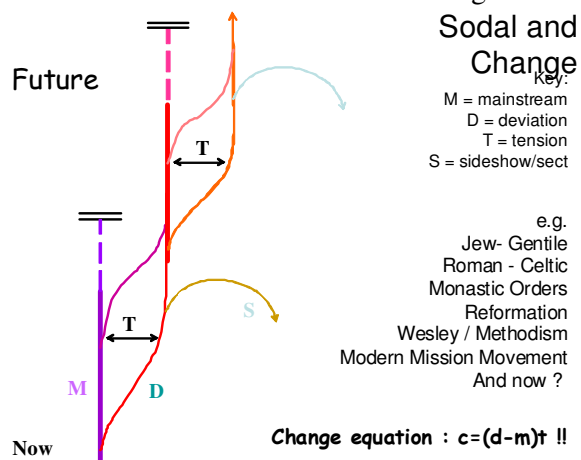 Sodal and
Change
Future
Key:
M = mainstream
D = deviation
T = tension
S = sideshow/sect
T
e.g.
Jew- Gentile
Roman - Celtic
Monastic Orders
Reformation
Wesley / Methodism
Modern Mission Movement
And now ?
S
T
M
D
Change equation : c=(d-m)t !!
Now